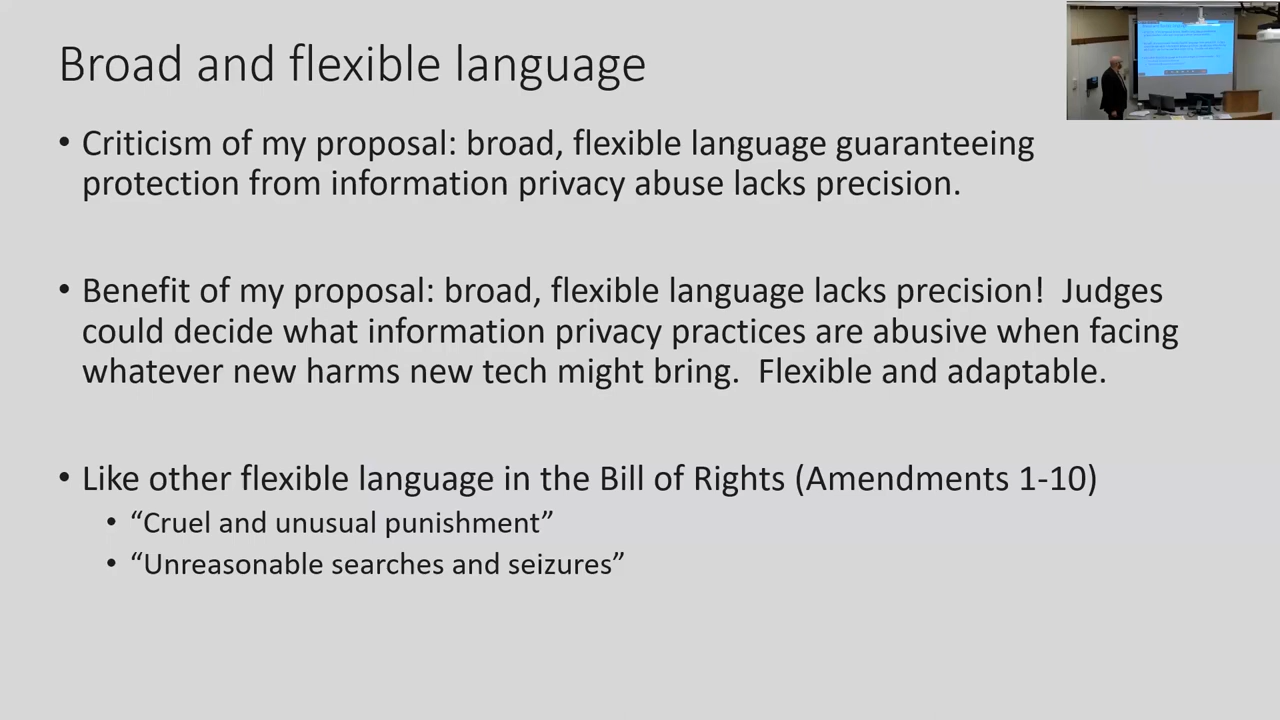 Broad and flexible language
• Criticism of my proposal: broad, flexible language guaranteeing
protection from information privacy abuse lacks precision.
• Benefit of my proposal: broad, flexible language lacks precision!  Judges
could decide what information privacy practices are abusive when facing
whatever new harms new tech might bring.  Flexible and adaptable.
• Like other flexible language in the Bill of Rights (Amendments 1-10)
• “Cruel and unusual punishment”
• “Unreasonable searches and seizures”